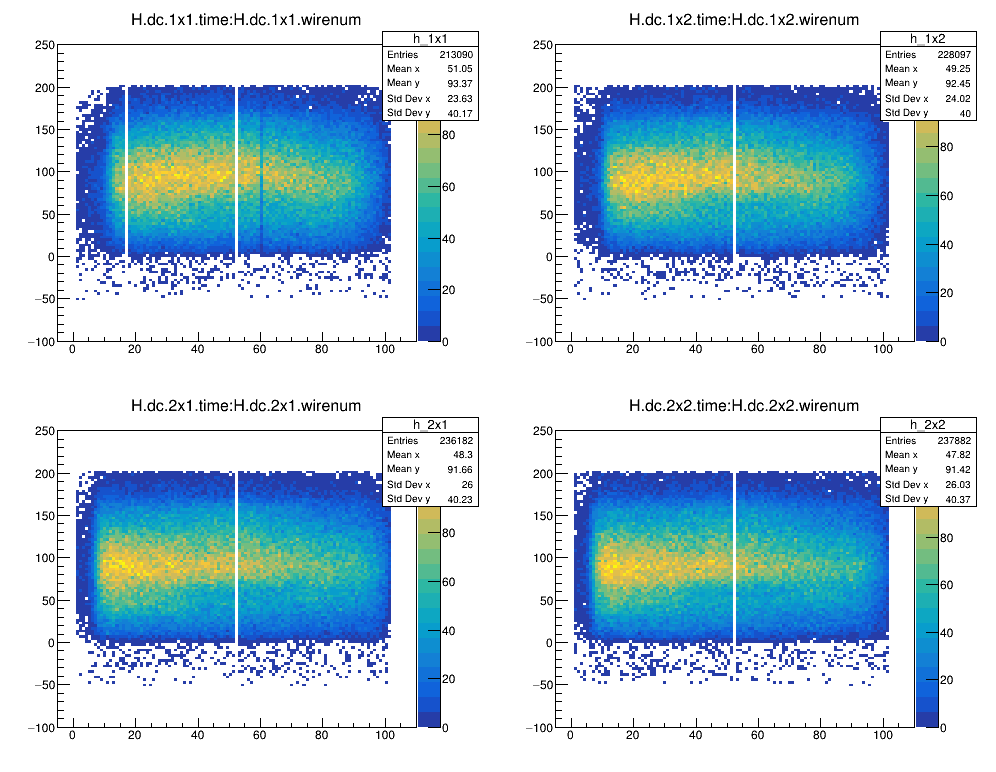 H.dc.1x1.time:H.dc.1x1.wirenum
h_1x1
Entries 213090
Mean x 51.05
Mean y 93.37
Std Dev x 23.63
Std Dev y 40.17
250
200
150
100
50
0
−50
−100
0 20 40 60 80 100
80
60
40
20
0
H.dc.1x2.time:H.dc.1x2.wirenum
h_1x2
Entries 228097
Mean x 49.25
Mean y 92.45
Std Dev x 24.02
Std Dev y 40
250
200
150
100
50
0
−50
−100
0 20 40 60 80 100
80
60
40
20
0
H.dc.2x1.time:H.dc.2x1.wirenum
h_2x1
Entries 236182
Mean x 48.3
Mean y 91.66
Std Dev x 26
Std Dev y 40.23
250
200
150
100
50
0
−50
−100
0 20 40 60 80 100
80
60
40
20
0
H.dc.2x2.time:H.dc.2x2.wirenum
h_2x2
Entries 237882
Mean x 47.82
Mean y 91.42
Std Dev x 26.03
Std Dev y 40.37
250
200
150
100
50
0
−50
−100
0 20 40 60 80 100
80
60
40
20
0